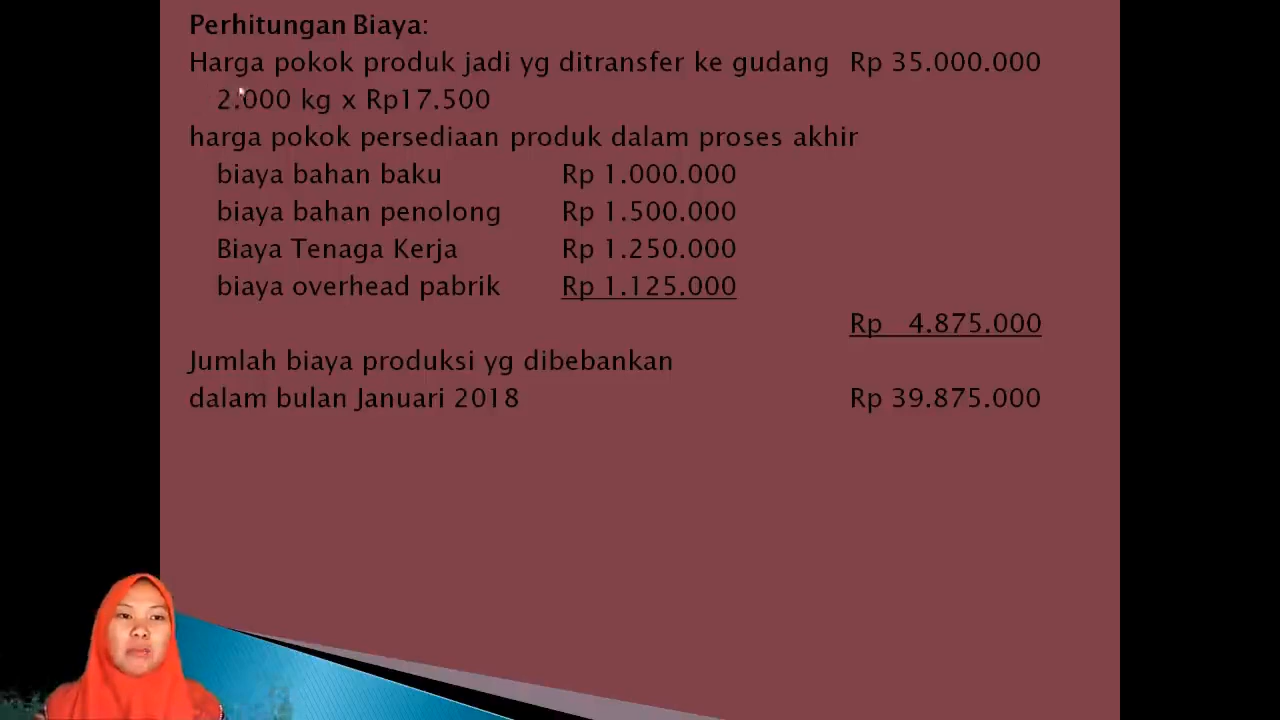 Perhitungan Biaya:
Harga pokok produk jadi yg ditransfer ke gudang Rp 35.000.000
2.000 kg x Rp17.500
harga pokok persediaan produk dalam proses akhir
biaya bahan baku Rp 1.000.000
biaya bahan penolong Rp 1.500.000
Biaya Tenaga Kerja Rp 1.250.000
biaya overhead pabrik Rp 1.125.000
Rp 4.875.000
Jumlah biaya produksi yg dibebankan
dalam bulan Januari 2018 Rp 39.875.000